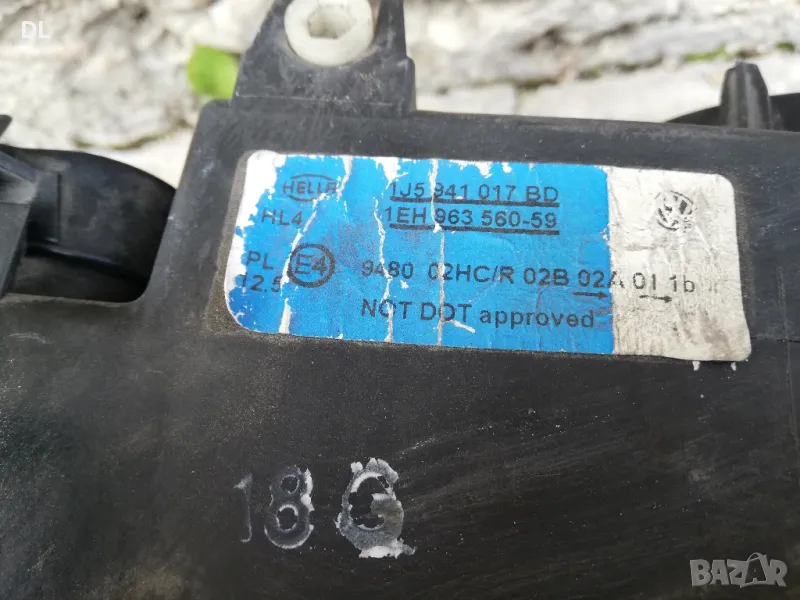 DL
HELLA
1J5 941 017 BD
HL4
1EH 963 560-59
PL
E4
9480 02HC/R 02B 02A 01 1b
12.5
NOT DOT approved
18
BAZAR